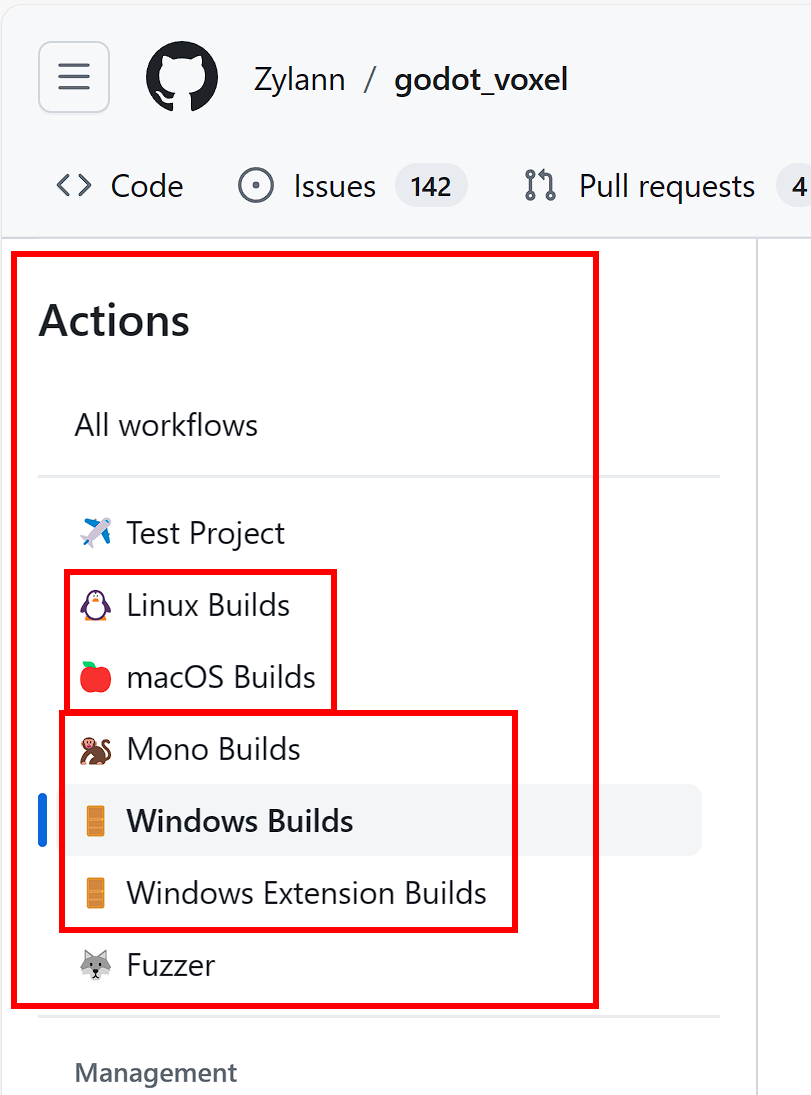 Zylann / godot_voxel
Code Issues 142 Pull requests 4
Actions
All workflows
Test Project
Linux Builds
macOS Builds
Mono Builds
Windows Builds
Windows Extension Builds
Fuzzer
Management